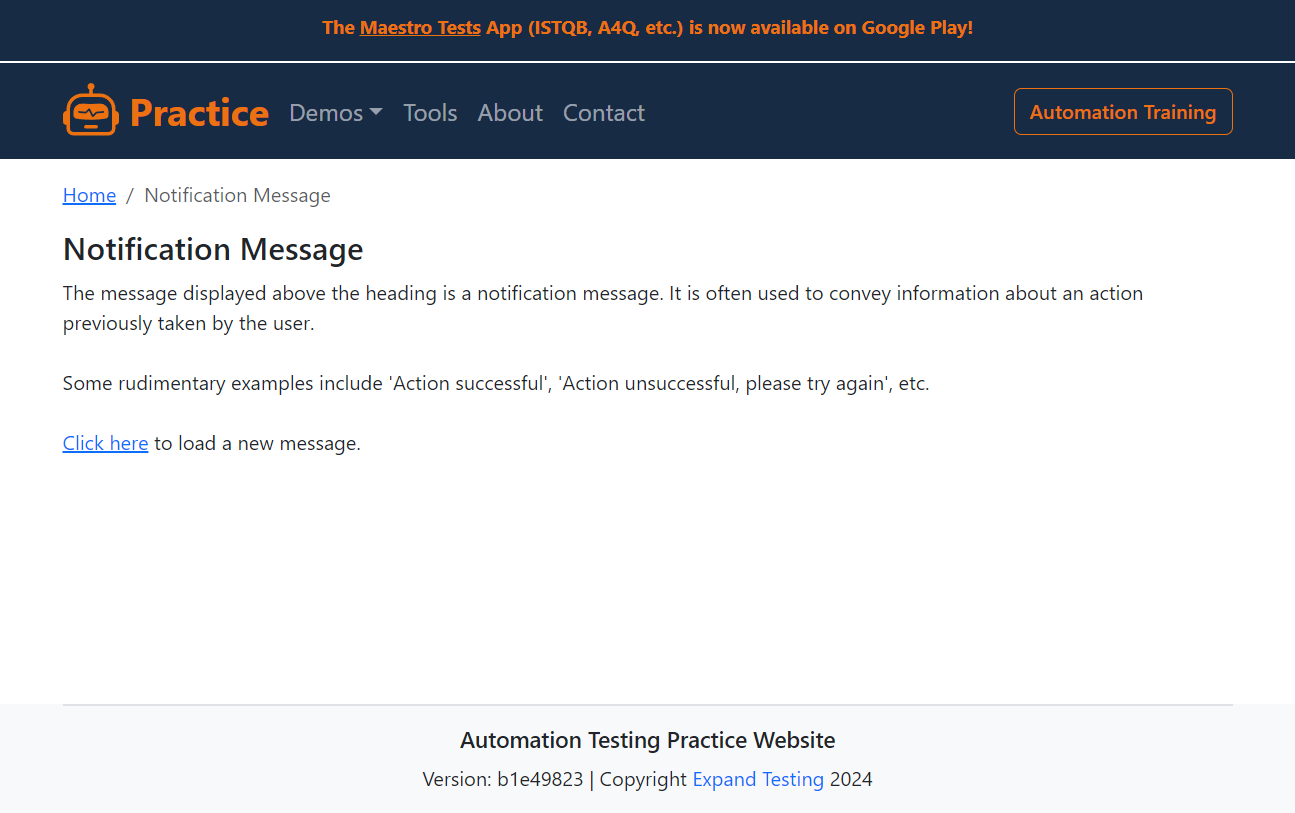 The Maestro Tests App (ISTQB, A4Q, etc.) is now available on Google Play!
Practice Demos Tools About Contact Automation Training
Home / Notification Message
Notification Message
The message displayed above the heading is a notification message. It is often used to convey information about an action
previously taken by the user.
Some rudimentary examples include 'Action successful', 'Action unsuccessful, please try again', etc.
Click here to load a new message.
Automation Testing Practice Website
Version: b1e49823 | Copyright Expand Testing 2024